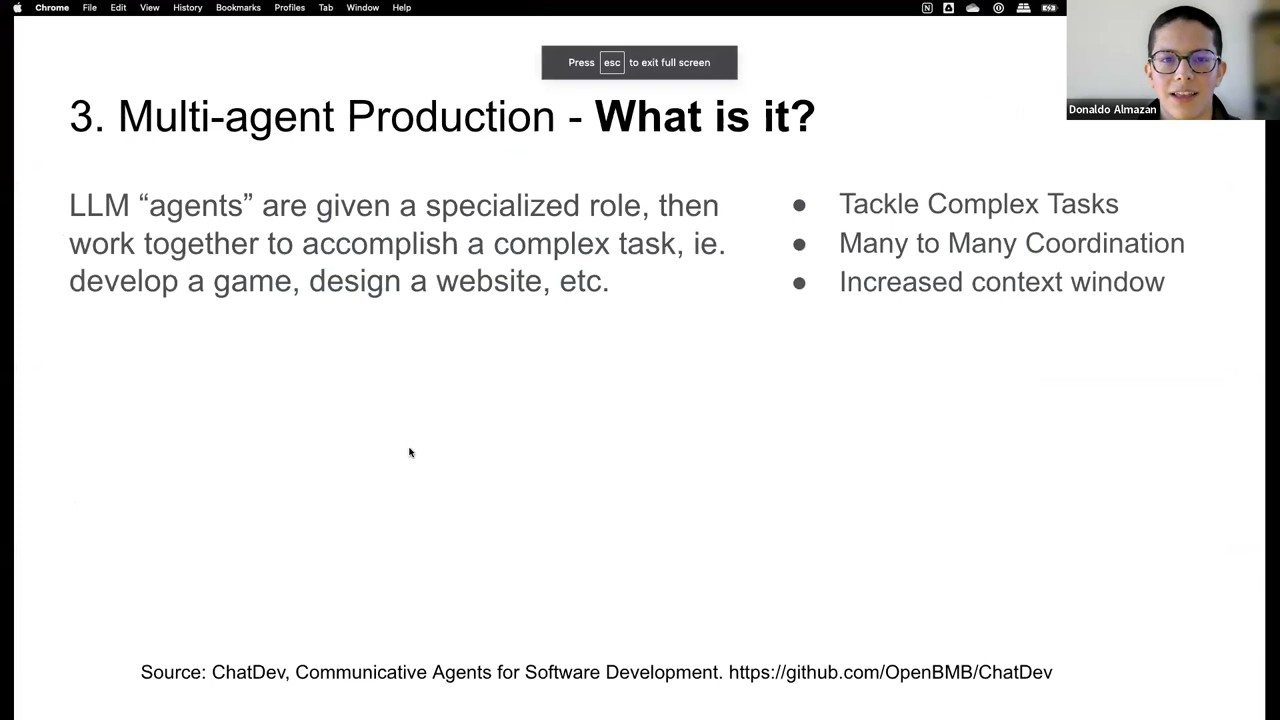 Chrome File Edit View History Bookmarks Profiles Tab Window Help
Press esc to exit full screen
Donaldo Almazan
3. Multi-agent Production - What is it?
LLM “agents” are given a specialized role, then
work together to accomplish a complex task, ie.
develop a game, design a website, etc.
● Tackle Complex Tasks
● Many to Many Coordination
● Increased context window
Source: ChatDev, Communicative Agents for Software Development. https://github.com/OpenBMB/ChatDev